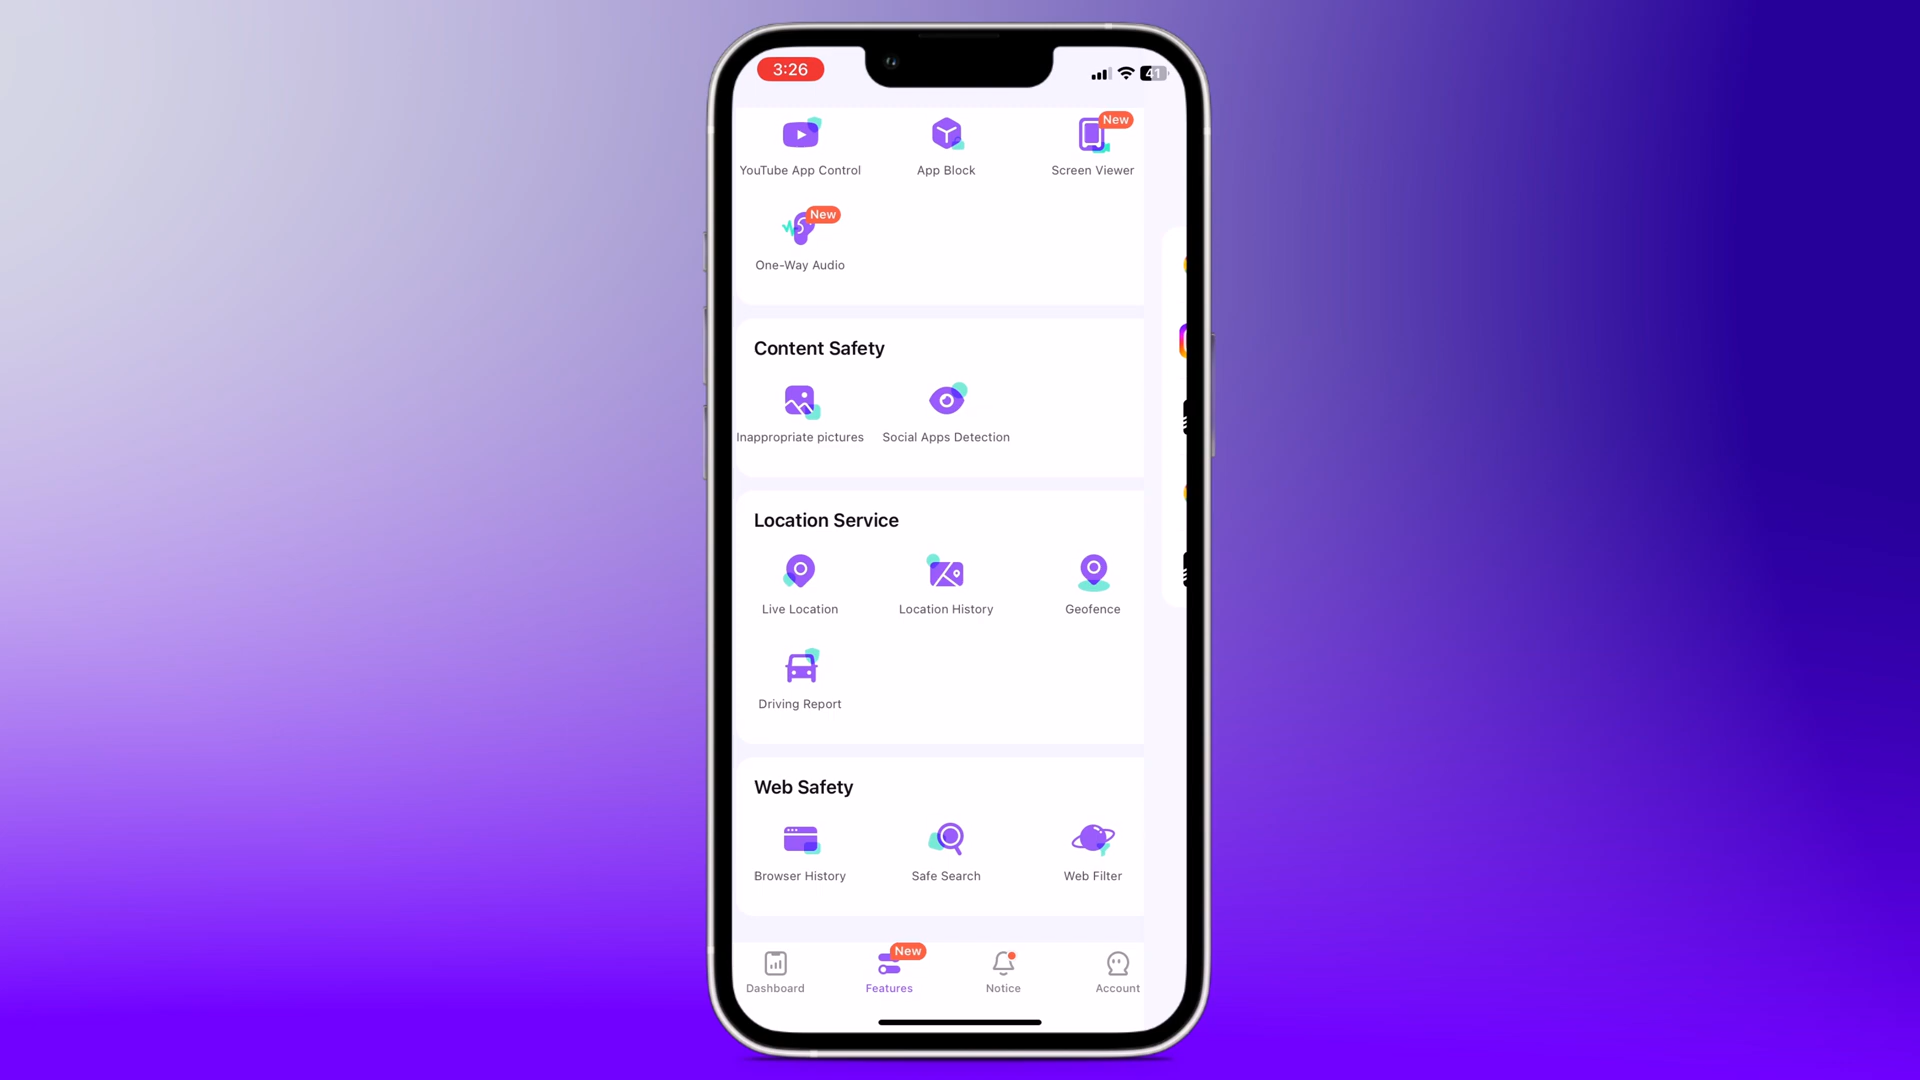 3:26
41
New
YouTube App Control
App Block
Screen Viewer
New
One-Way Audio
Content Safety
Inappropriate pictures
Social Apps Detection
Location Service
Live Location
Location History
Geofence
Driving Report
Web Safety
Browser History
Safe Search
Web Filter
New
Dashboard
Features
Notice
Account